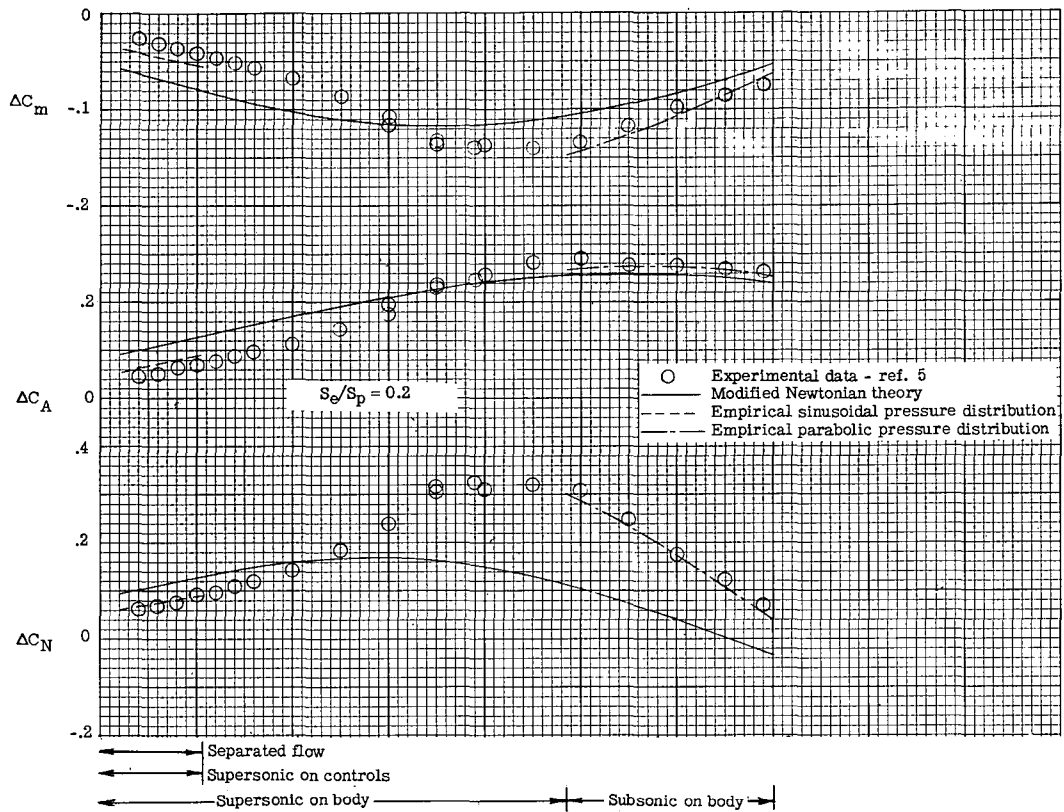 0
ΔC_m
-.1
-.2
.2
ΔC_A
0
S_e/S_p = 0.2
Experimental data - ref. 5
Modified Newtonian theory
Empirical sinusoidal pressure distribution
Empirical parabolic pressure distribution
.4
.2
0
ΔC_N
-.2
Separated flow
Supersonic on controls
Supersonic on body
Subsonic on body